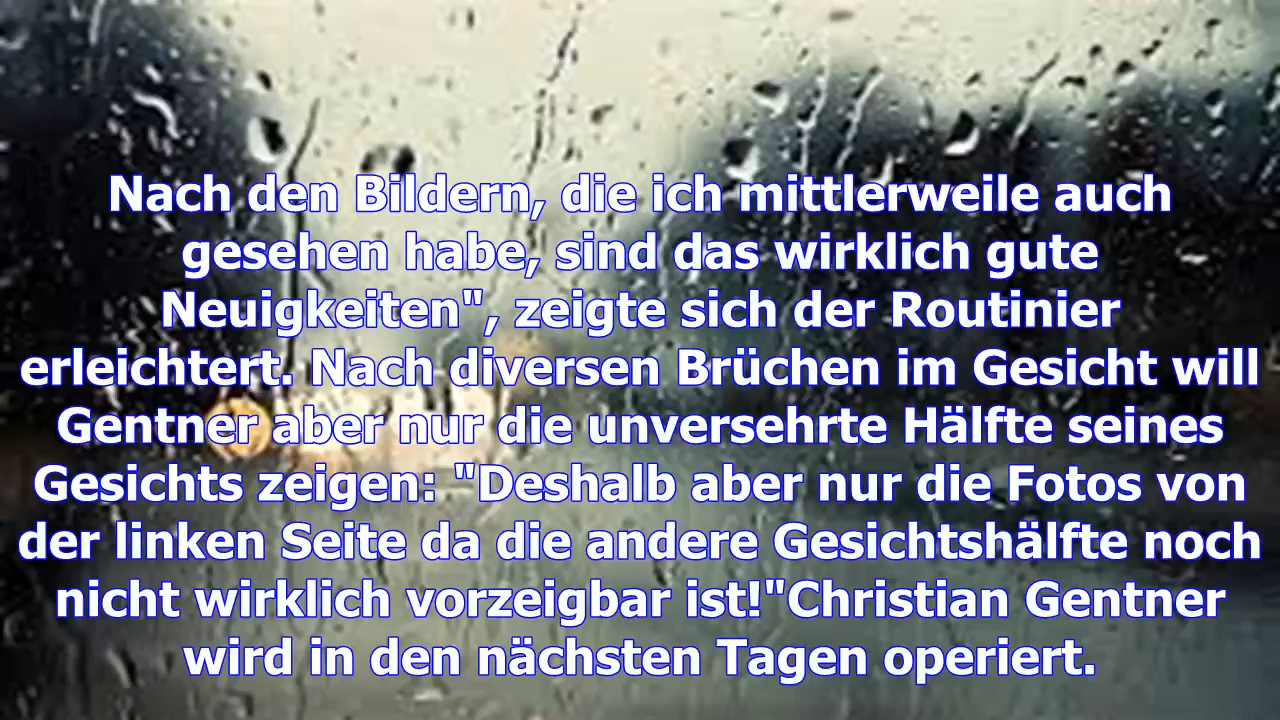 Nach den Bildern, die ich mittlerweile auch
gesehen habe, sind das wirklich gute
Neuigkeiten", zeigte sich der Routinier
erleichtert. Nach diversen Brüchen im Gesicht will
Gentner aber nur die unversehrte Hälfte seines
Gesichts zeigen: "Deshalb aber nur die Fotos von
der linken Seite da die andere Gesichtshälfte noch
nicht wirklich vorzeigbar ist!"Christian Gentner
wird in den nächsten Tagen operiert.